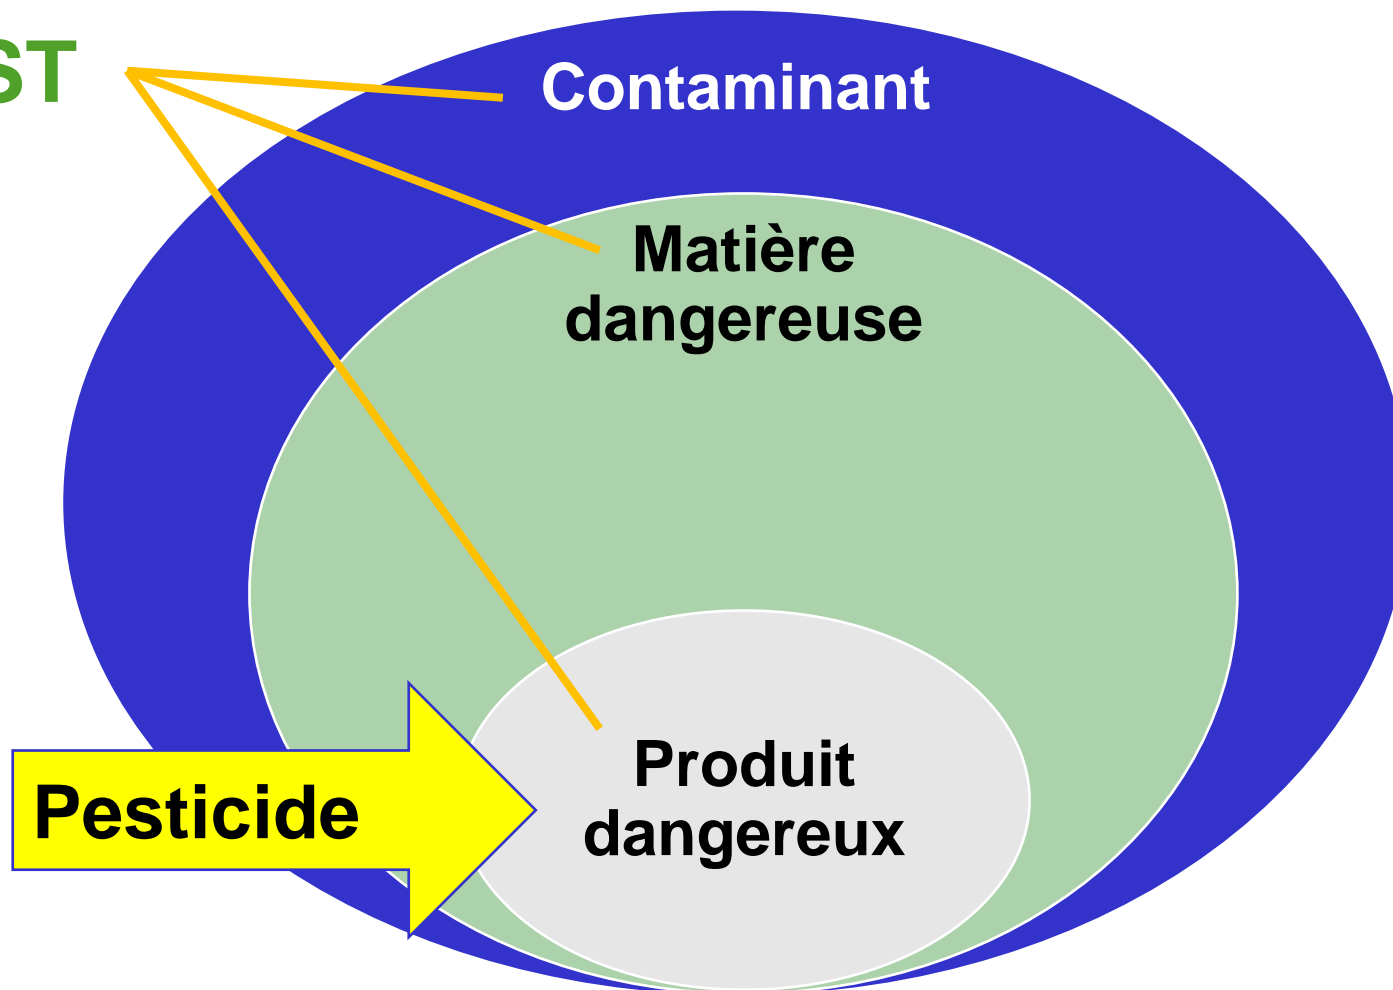 ST
Contaminant
Matière
dangereuse
Produit
dangereux
Pesticide